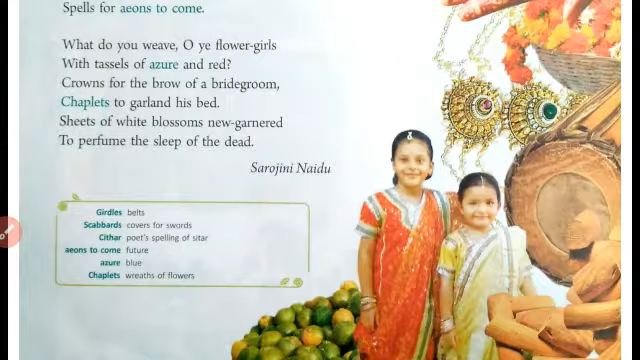 Spells for aeons to come.
What do you weave, O ye flower-girls
With tassels of azure and red?
Crowns for the brow of a bridegroom,
Chaplets to garland his bed.
Sheets of white blossoms new-garnered
To perfume the sleep of the dead.
Sarojini Naidu
Girdles belts
Scabbards covers for swords
Cithar poet's spelling of sitar
aeons to come future
azure blue
Chaplets wreaths of flowers